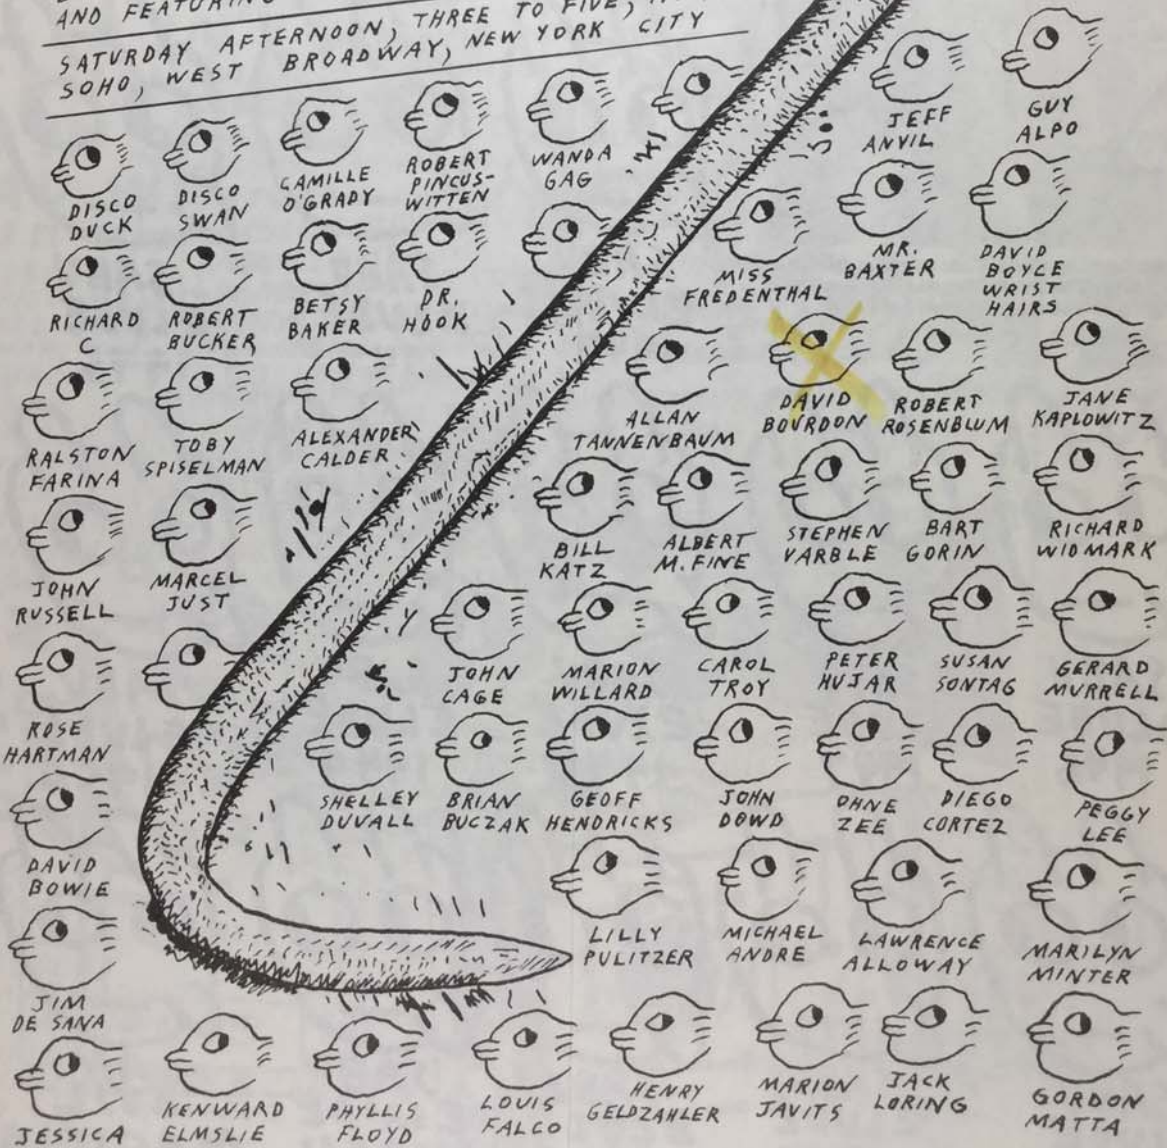 AND FEATURING
SATURDAY AFTERNOON, THREE TO FIVE,
SOHO, WEST BROADWAY, NEW YORK CITY
JEFF
ANVIL
GUY
ALPO
DISCO
DUCK
DISCO
SWAN
CAMILLE
O'GRADY
ROBERT
PINCUS-
WITTEN
WANDA
GAG
RICHARD
C
ROBERT
BUCKER
BETSY
BAKER
DR.
HOOK
MISS
FREDENTHAL
MR.
BAXTER
DAVID
BOYCE
WRIST
HAIRS
RALSTON
FARINA
TOBY
SPISELMAN
ALEXANDER
CALDER
ALLAN
TANNENBAUM
DAVID
BOURDON
ROBERT
ROSENBLUM
JANE
KAPLOWITZ
JOHN
RUSSELL
MARCEL
JUST
BILL
KATZ
ALBERT
M. FINE
STEPHEN
VARBLE
BART
GORIN
RICHARD
WIDMARK
ROSE
HARTMAN
JOHN
CAGE
MARION
WILLARD
CAROL
TROY
PETER
HUJAR
SUSAN
SONTAG
GERARD
MURRELL
DAVID
BOWIE
SHELLEY
DUVALL
BRIAN
BUCZAK
GEOFF
HENDRICKS
JOHN
DOWD
OHNE
ZEE
DIEGO
CORTEZ
PEGGY
LEE
JIM
DE SANA
LILLY
PULITZER
MICHAEL
ANDRE
LAWRENCE
ALLOWAY
MARILYN
MINTER
JESSICA
KENWARD
ELMSLIE
PHYLLIS
FLOYD
LOUIS
FALCO
HENRY
GELDZAHLER
MARION
JAVITS
JACK
LORING
GORDON
MATTA